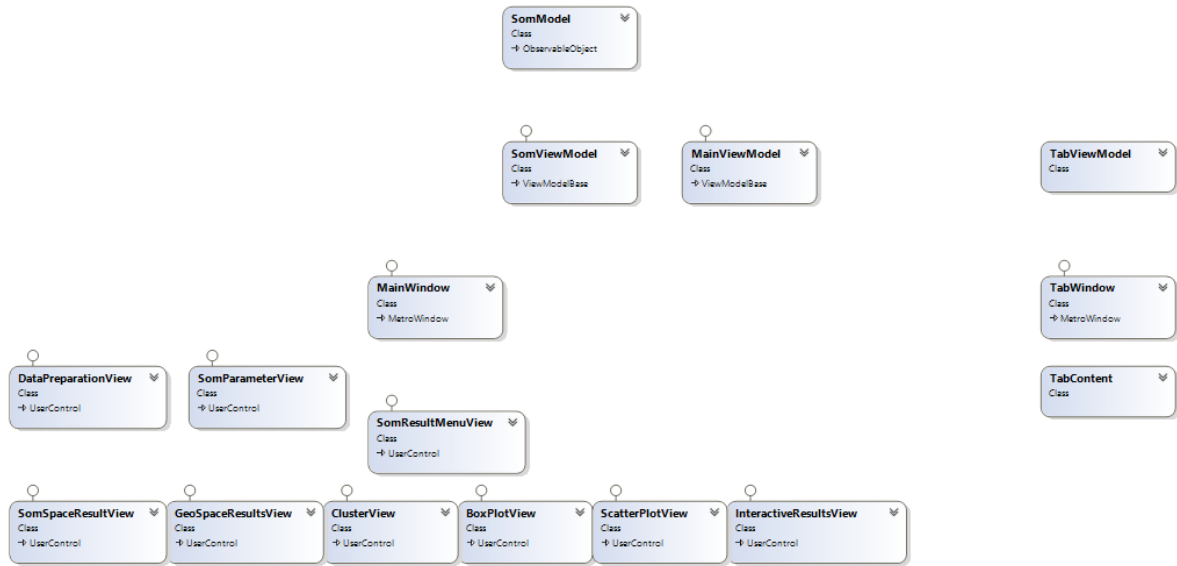 SomModel
Class
ObservableObject
SomViewModel
Class
ViewModelBase
MainViewModel
Class
ViewModelBase
TabViewModel
Class
MainWindow
Class
MetroWindow
TabWindow
Class
MetroWindow
DataPreparationView
Class
UserControl
SomParameterView
Class
UserControl
TabContent
Class
SomResultMenuView
Class
UserControl
SomSpaceResultView
Class
UserControl
GeoSpaceResultsView
Class
UserControl
ClusterView
Class
UserControl
BoxPlotView
Class
UserControl
ScatterPlotView
Class
UserControl
InteractiveResultsView
Class
UserControl